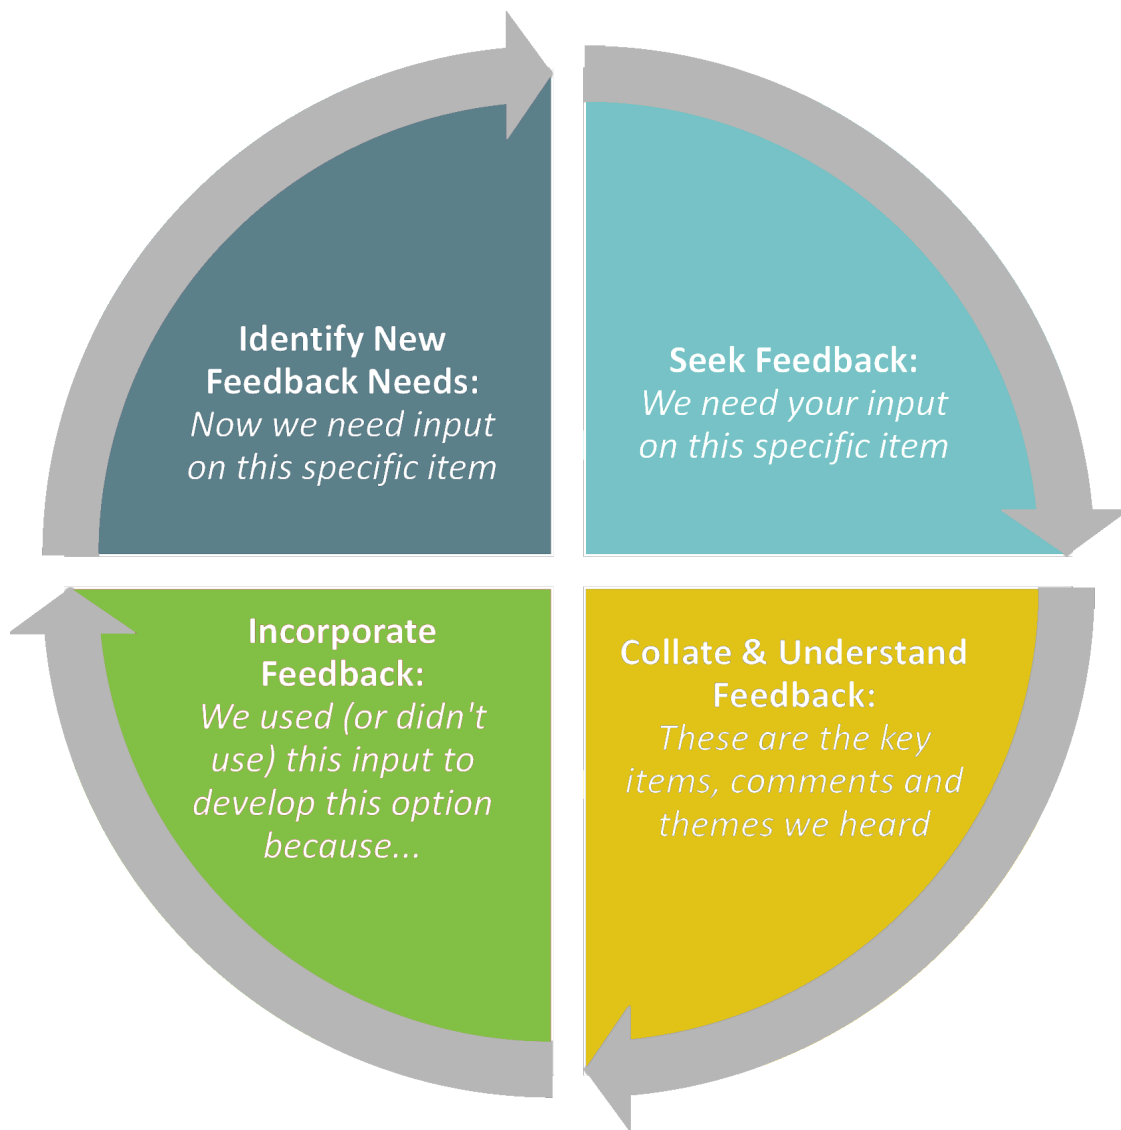 Identify New
Feedback Needs:
Now we need input
on this specific item
Seek Feedback:
We need your input
on this specific item
Incorporate
Feedback:
We used (or didn't
use) this input to
develop this option
because...
Collate & Understand
Feedback:
These are the key
items, comments and
themes we heard